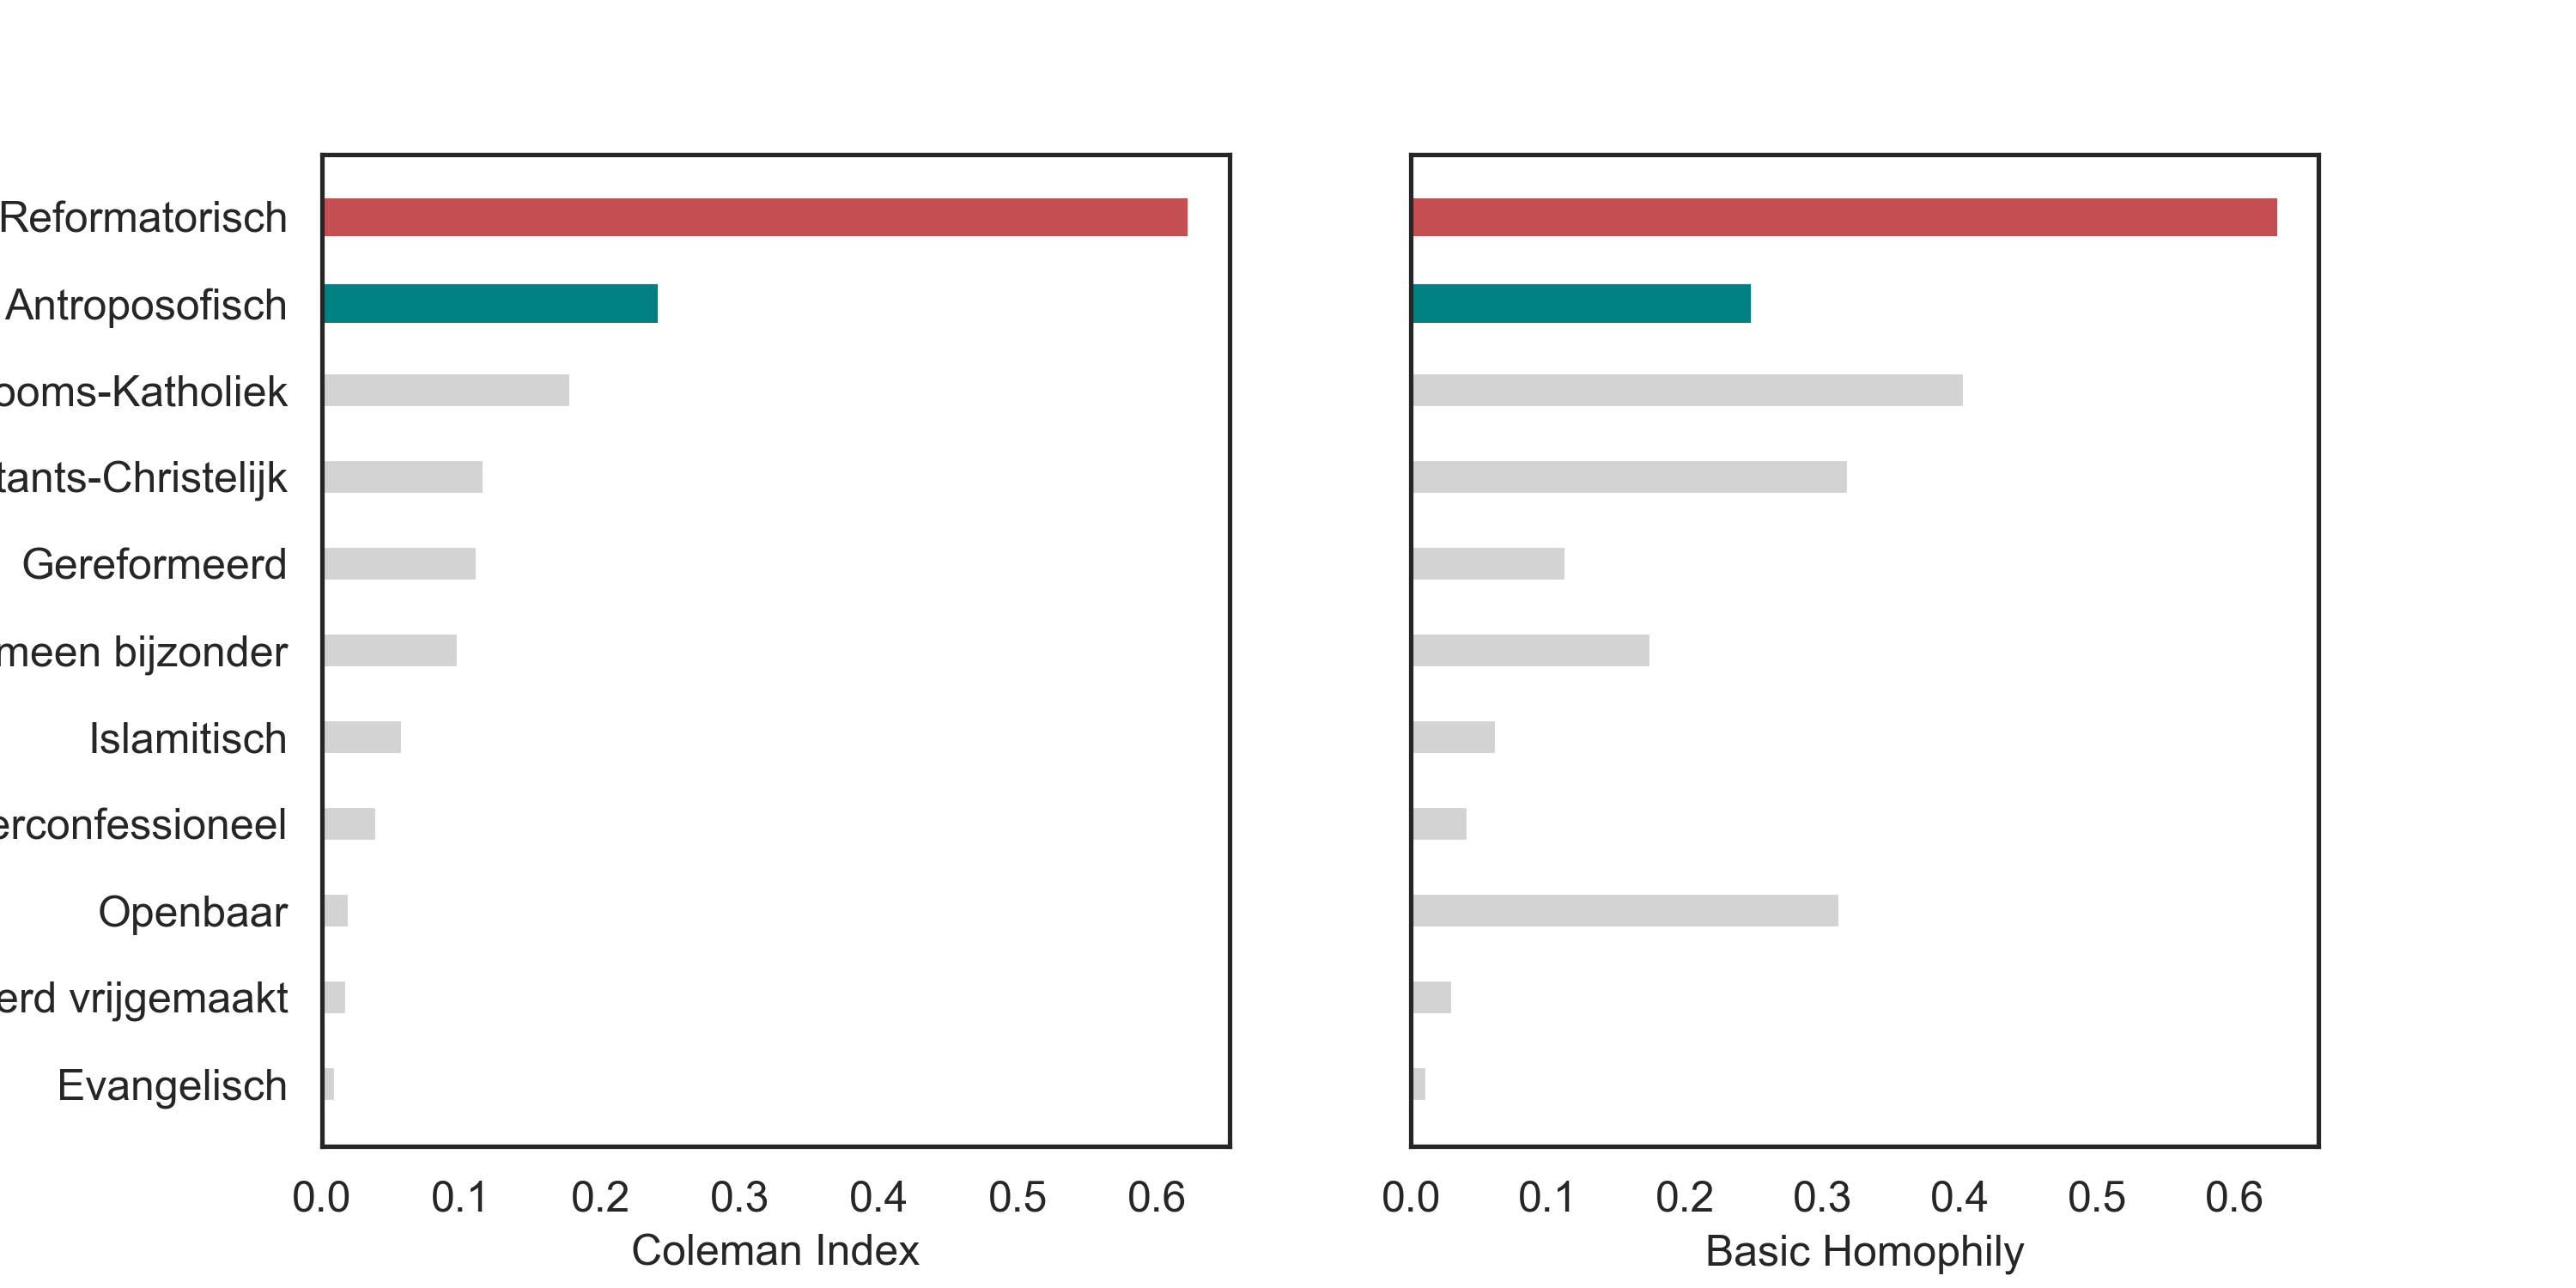 Reformatorisch
Antroposofisch
ooms-Katholiek
tants-Christelijk
Gereformeerd
meen bijzonder
Islamitisch
erconfessioneel
Openbaar
erd vrijgemaakt
Evangelisch
0.0 0.1 0.2 0.3 0.4 0.5 0.6
Coleman Index
0.0 0.1 0.2 0.3 0.4 0.5 0.6
Basic Homophily